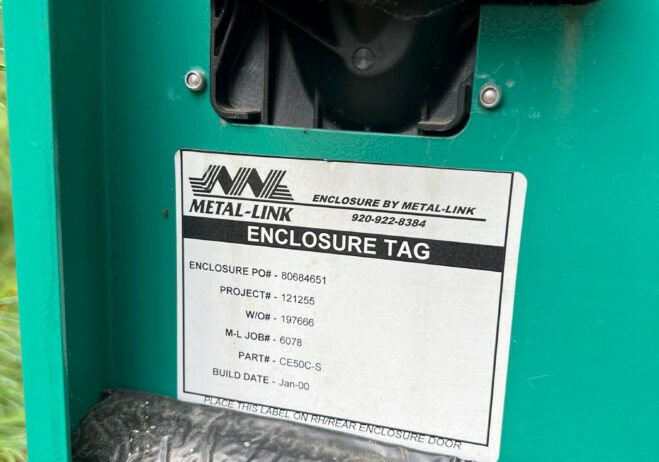 METAL-LINK
ENCLOSURE BY METAL-LINK
920-922-8384
ENCLOSURE TAG
ENCLOSURE PO# - 80684651
PROJECT# - 121255
W/O# - 197666
M-L JOB# - 6078
PART# - CE50C-S
BUILD DATE - Jan-00
PLACE THIS LABEL ON RH/REAR ENCLOSURE DOOR